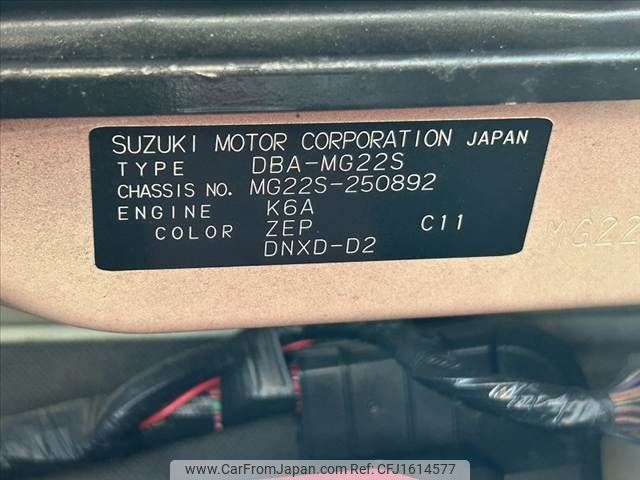 SUZUKI MOTOR CORPORATION JAPAN
TYPE DBA-MG22S
CHASSIS NO. MG22S-250892
ENGINE K6A
COLOR ZEP C11
DNXD-D2
MG22
www.CarFromJapan.com | Ref: CFJ1614577